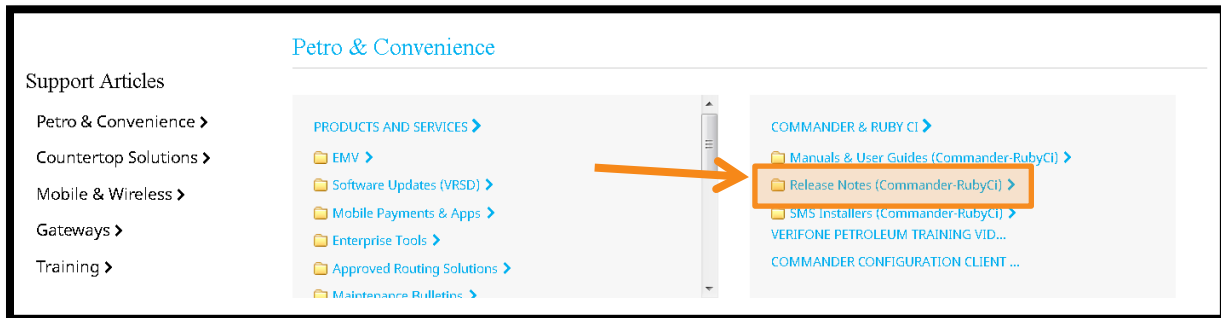 Petro & Convenience
Support Articles
Petro & Convenience
Countertop Solutions
Mobile & Wireless
Gateways
Training
PRODUCTS AND SERVICES
EMV
Software Updates (VRSD)
Mobile Payments & Apps
Enterprise Tools
Approved Routing Solutions
Maintenance Bulletins
COMMANDER & RUBY CI
Manuals & User Guides (Commander-RubyCi)
Release Notes (Commander-RubyCi)
SMS Installers (Commander-RubyCi)
VERIFONE PETROLEUM TRAINING VID...
COMMANDER CONFIGURATION CLIENT ...